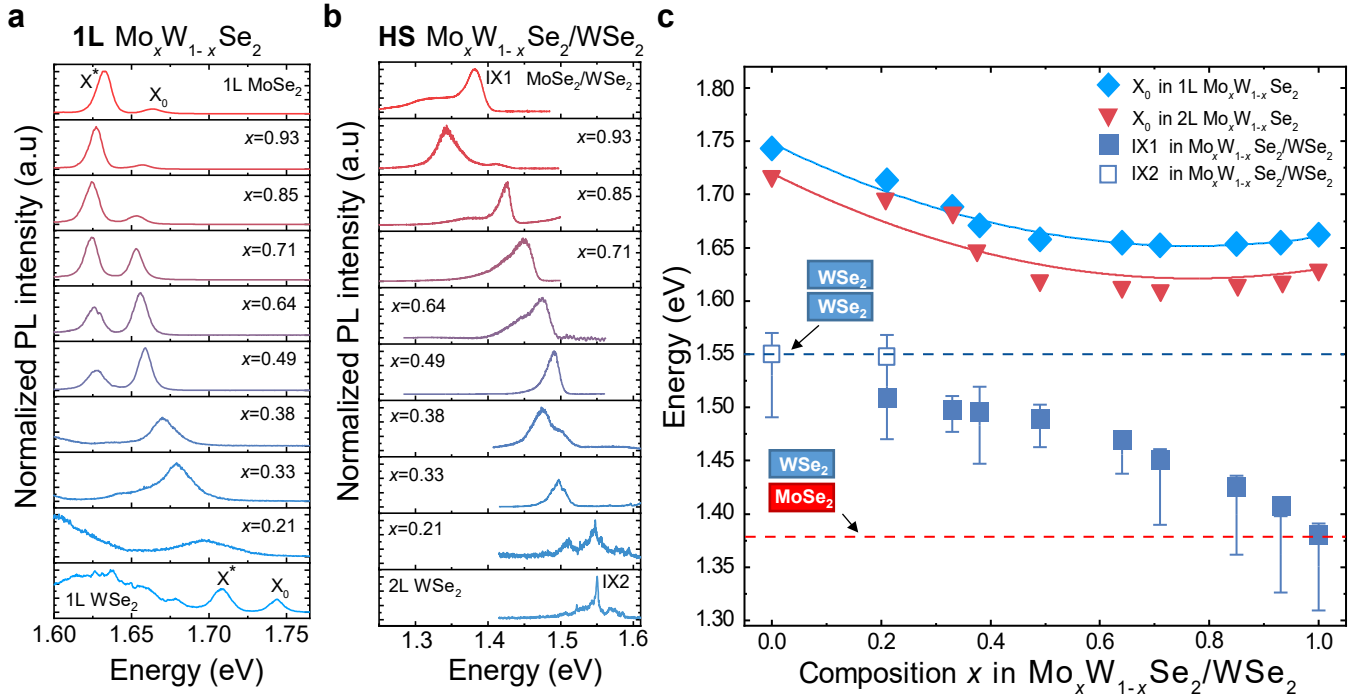 a
1L MoxW1-xSe2
Normalized PL intensity (a.u)
X*
X0
1L MoSe2
x=0.93
x=0.85
x=0.71
x=0.64
x=0.49
x=0.38
x=0.33
x=0.21
X*
X0
1L WSe2
1.60 1.65 1.70 1.75
Energy (eV)
b
HS MoxW1-xSe2/WSe2
Normalized PL intensity (a.u)
IX1 MoSe2/WSe2
x=0.93
x=0.85
x=0.71
x=0.64
x=0.49
x=0.38
x=0.33
x=0.21
2L WSe2 IX2
1.3 1.4 1.5 1.6
Energy (eV)
c
X0 in 1L MoxW1-xSe2
X0 in 2L MoxW1-xSe2
IX1 in MoxW1-xSe2/WSe2
IX2 in MoxW1-xSe2/WSe2
Energy (eV)
1.80
1.75
1.70
1.65
1.60
1.55
1.50
1.45
1.40
1.35
1.30
WSe2
WSe2
WSe2
MoSe2
0.0 0.2 0.4 0.6 0.8 1.0
Composition x in MoxW1-xSe2/WSe2